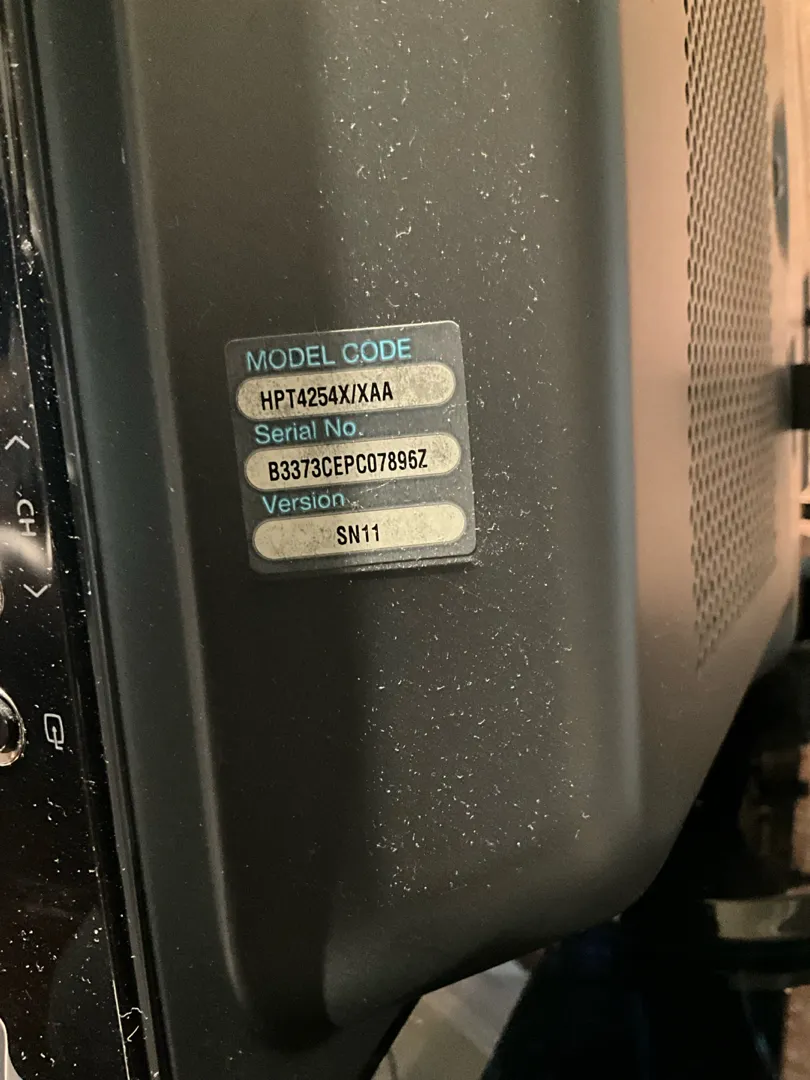 MODEL CODE
HPT4254X/XAA
Serial No.
B3373CEPC07896Z
Version
SN11
CH